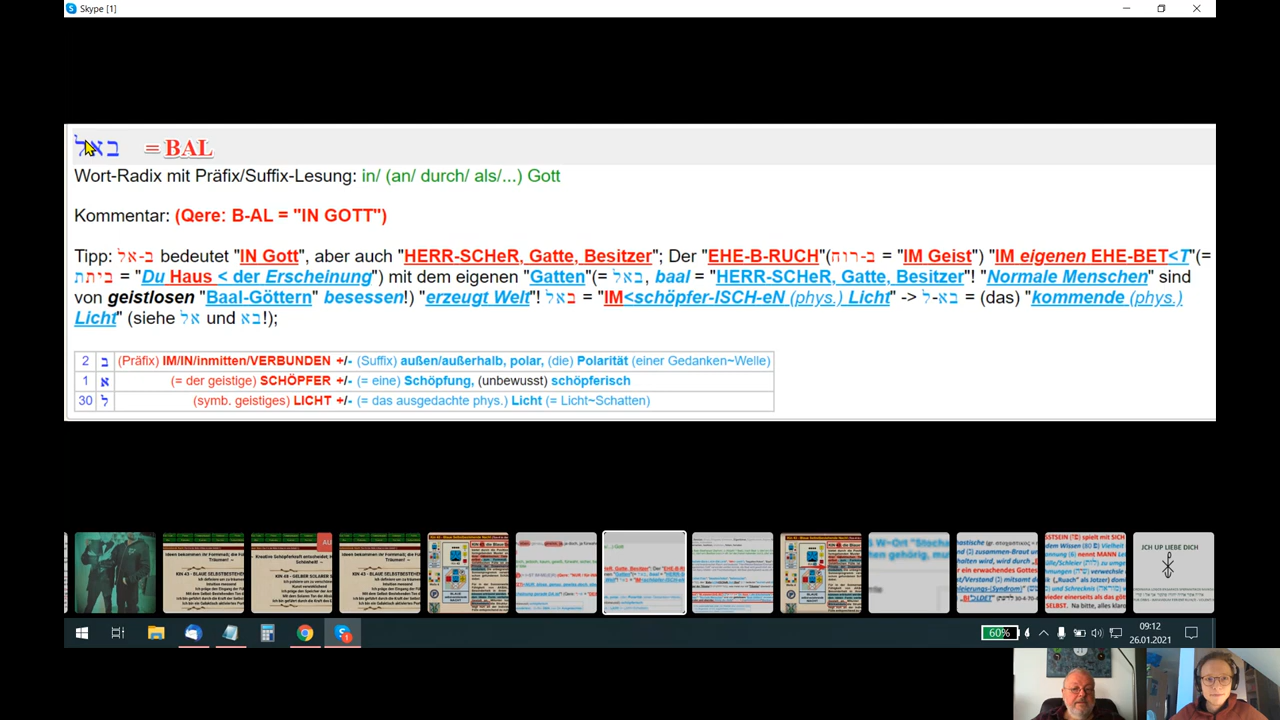 Skype [1]
באל = BAL
Wort-Radix mit Präfix/Suffix-Lesung: in/ (an/ durch/ als/...) Gott
Kommentar: (Qere: B-AL = "IN GOTT")
Tipp: ב-אל bedeutet "IN Gott", aber auch "HERR-SCHeR, Gatte, Besitzer"; Der "EHE-B-RUCH"(ב-רוח = "IM Geist") "IM eigenen EHE-BET<T"(=
ביתת = "Du Haus < der Erscheinung") mit dem eigenen "Gatten(= באל, baal = "HERR-SCHeR, Gatte, Besitzer"! "Normale Menschen" sind
von geistlosen "Baal-Göttern" besessen!) "erzeugt Welt"! באל = "IM<schöpfer-ISCH-eN (phys.) Licht" -> בא-ל = (das) "kommende (phys.)
Licht" (siehe אל und בא!);
2 ב (Präfix) IM/IN/inmitten/VERBUNDEN +/- (Suffix) außen/außerhalb, polar, (die) Polarität (einer Gedanken~Welle)
1 א (= der geistige) SCHÖPFER +/- (= eine) Schöpfung, (unbewusst) schöpferisch
30 ל (symb. geistiges) LICHT +/- (= das ausgedachte phys.) Licht (= Licht~Schatten)
JCH UP LIEBE DICH
60%
09:12
26.01.2021